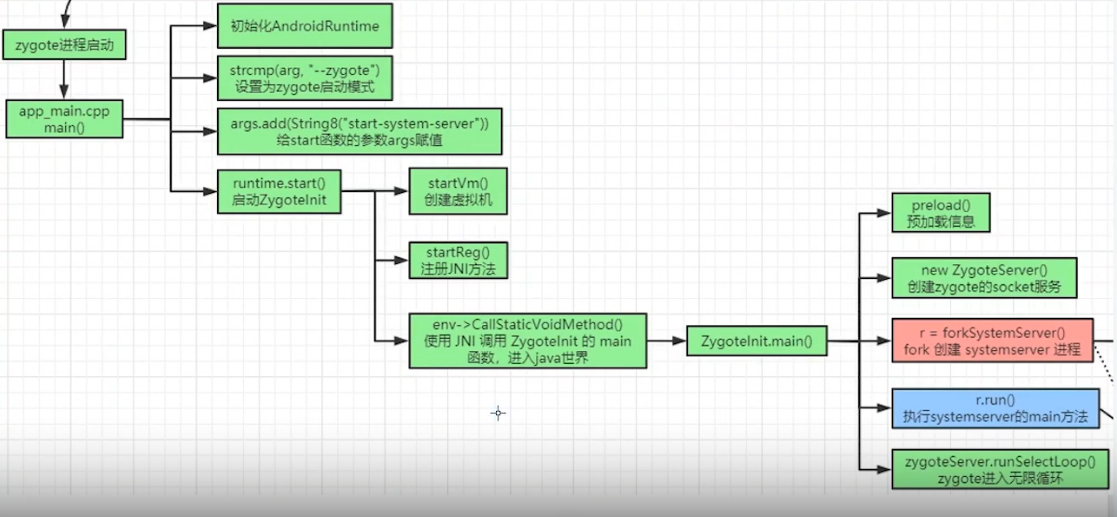 zygote进程启动
app_main.cpp
main()
初始化AndroidRuntime
strcmp(arg, "--zygote")
设置为zygote启动模式
args.add(String8("start-system-server"))
给start函数的参数args赋值
runtime.start()
启动ZygoteInit
startVm()
创建虚拟机
startReg()
注册JNI方法
env->CallStaticVoidMethod()
使用 JNI 调用 ZygoteInit 的 main
函数，进入java世界
ZygoteInit.main()
preload()
预加载信息
new ZygoteServer()
创建zygote的socket服务
r = forkSystemServer()
fork 创建 systemserver 进程
r.run()
执行systemserver的main方法
zygoteServer.runSelectLoop()
zygote进入无限循环